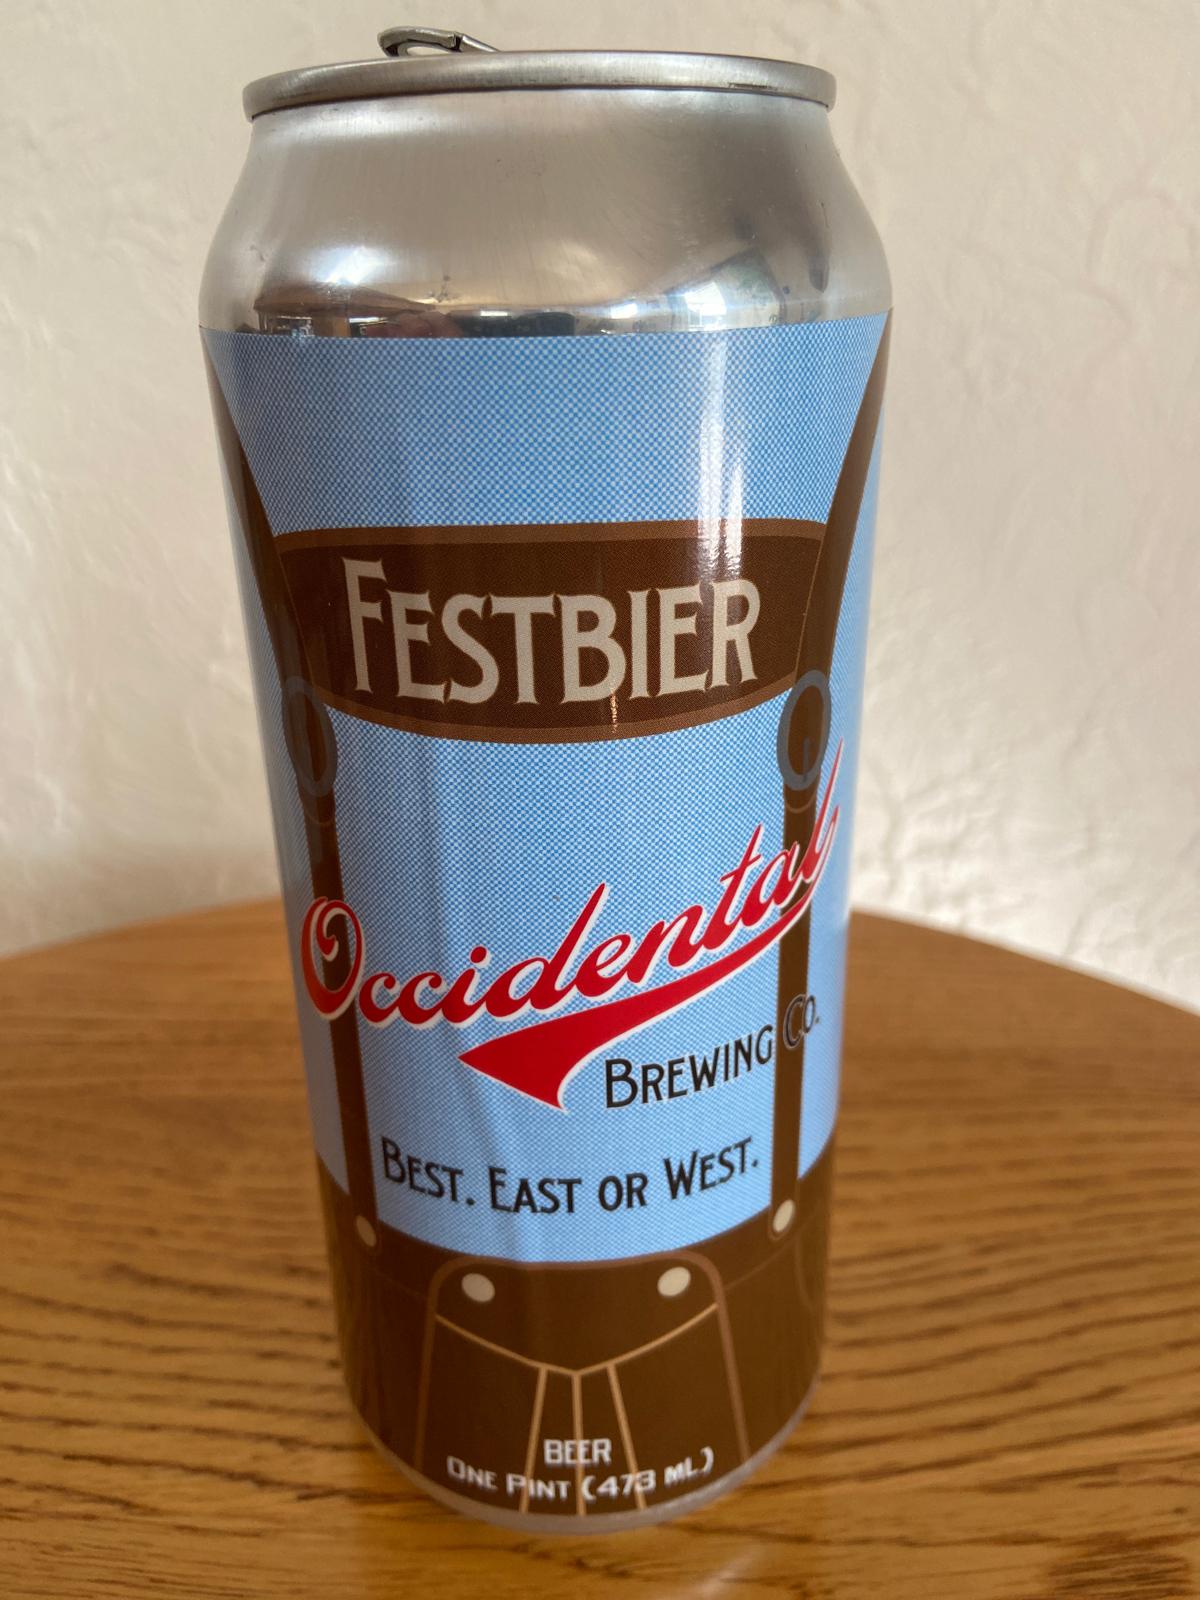 FESTBIER
Occidental
BREWING CO.
BEST. EAST OR WEST.
BEER
ONE PINT (473 ML)